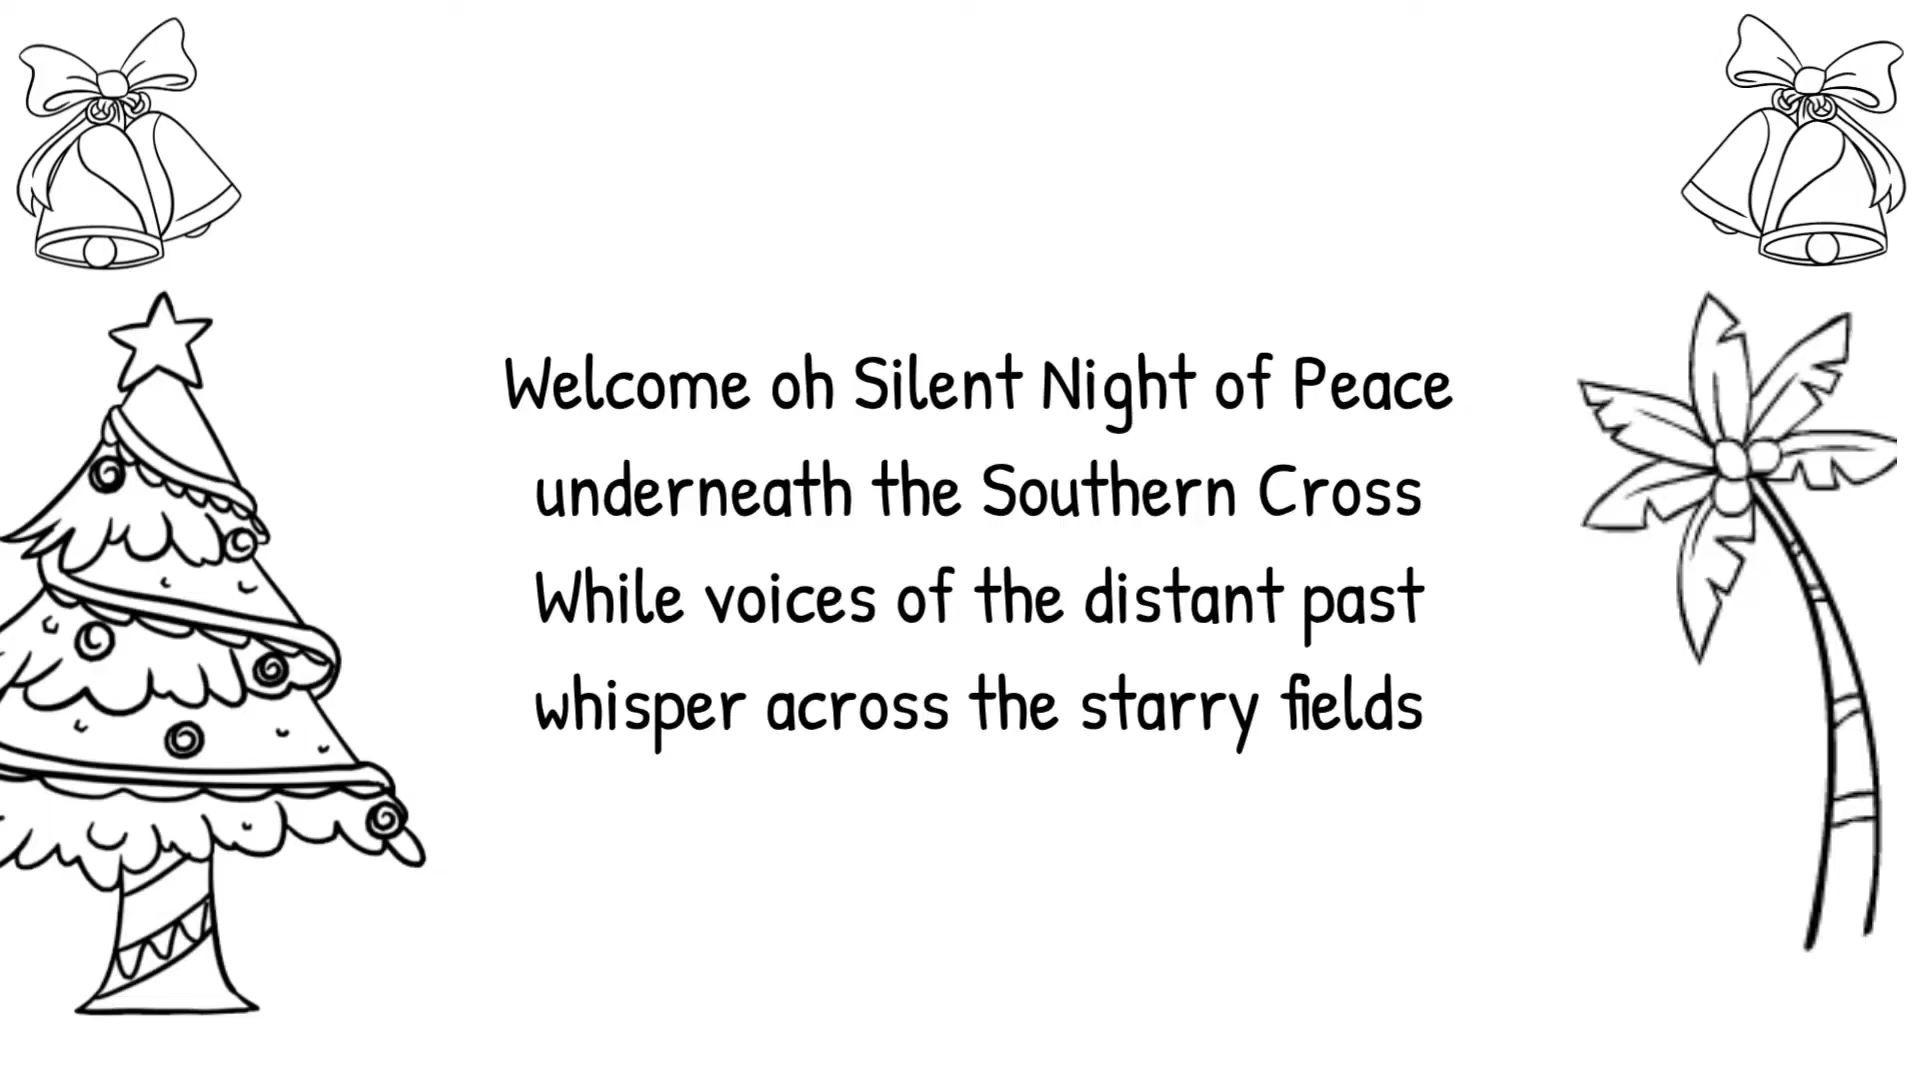 Welcome oh Silent Night of Peace
underneath the Southern Cross
While voices of the distant past
whisper across the starry fields